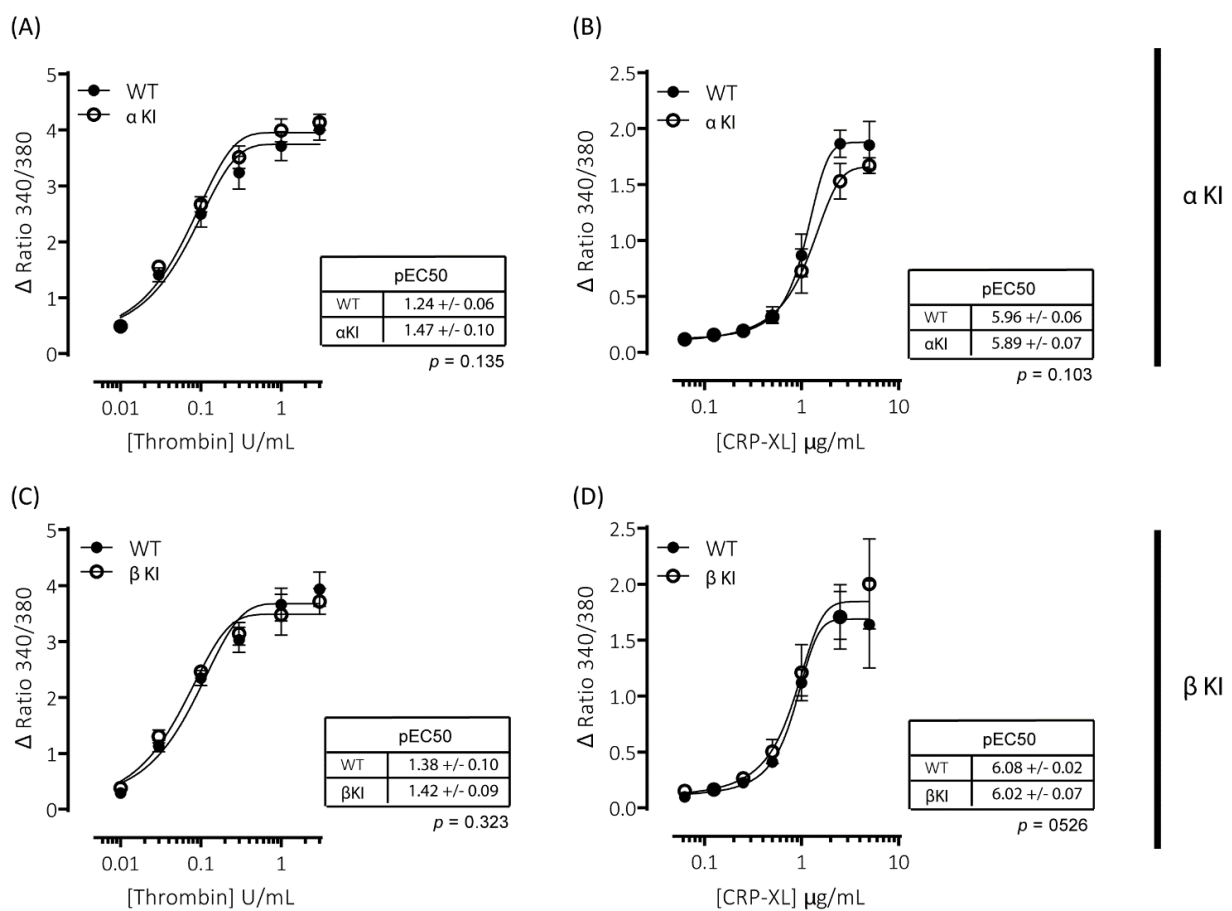 (A)
5
4
3
2
1
0
Δ Ratio 340/380
WT
α KI
pEC50
WT 1.24 +/- 0.06
αKI 1.47 +/- 0.10
p = 0.135
0.01 0.1 1
[Thrombin] U/mL
(B)
2.5
2.0
1.5
1.0
0.5
0.0
Δ Ratio 340/380
WT
α KI
pEC50
WT 5.96 +/- 0.06
αKI 5.89 +/- 0.07
p = 0.103
0.1 1 10
[CRP-XL] µg/mL
α KI
(C)
5
4
3
2
1
0
Δ Ratio 340/380
WT
β KI
pEC50
WT 1.38 +/- 0.10
βKI 1.42 +/- 0.09
p = 0.323
0.01 0.1 1
[Thrombin] U/mL
(D)
2.5
2.0
1.5
1.0
0.5
0.0
Δ Ratio 340/380
WT
β KI
pEC50
WT 6.08 +/- 0.02
βKI 6.02 +/- 0.07
p = 0526
0.1 1 10
[CRP-XL] µg/mL
β KI